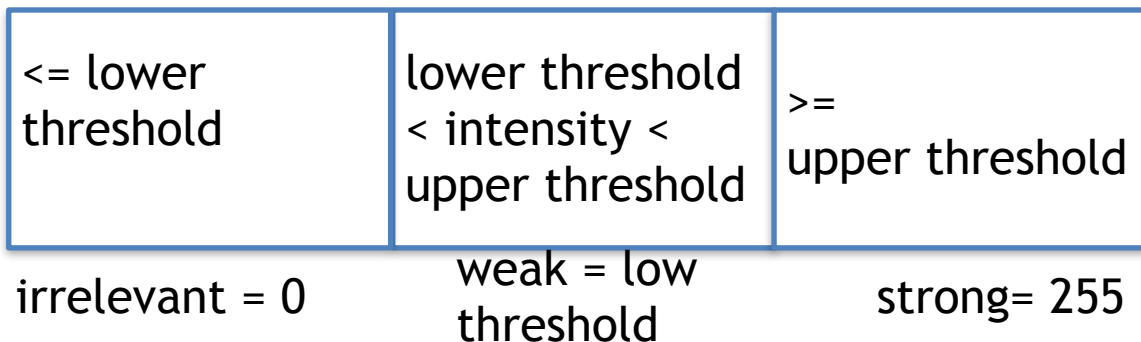 <= lower
threshold
lower threshold
< intensity <
upper threshold
>=
upper threshold
irrelevant = 0
weak = low
threshold
strong= 255